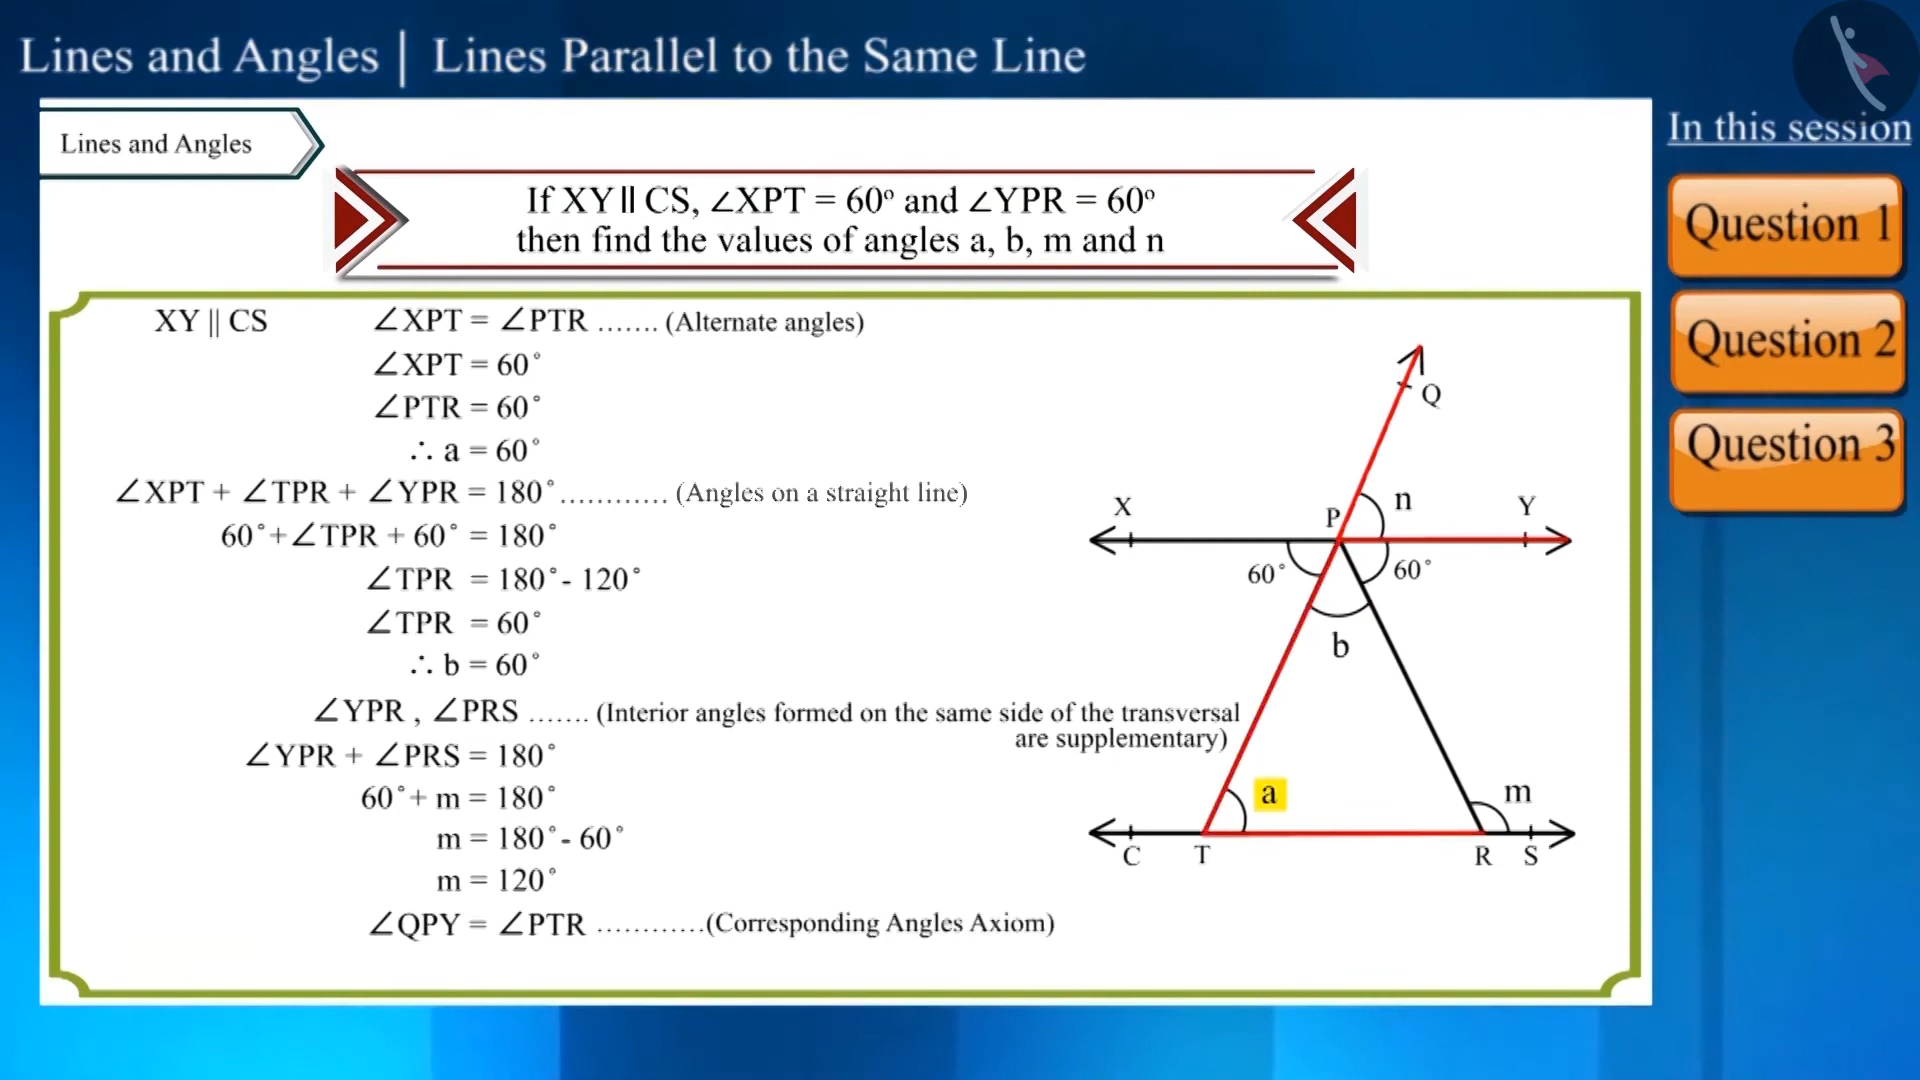 Lines and Angles | Lines Parallel to the Same Line
In this session
Lines and Angles
If XY || CS, ∠XPT = 60° and ∠YPR = 60°
then find the values of angles a, b, m and n
Question 1
Question 2
Question 3
XY || CS ∠XPT = ∠PTR ....... (Alternate angles)
∠XPT = 60°
∠PTR = 60°
∴ a = 60°
∠XPT + ∠TPR + ∠YPR = 180° ............ (Angles on a straight line)
60° + ∠TPR + 60° = 180°
∠TPR = 180° - 120°
∠TPR = 60°
∴ b = 60°
∠YPR , ∠PRS ....... (Interior angles formed on the same side of the transversal
are supplementary)
∠YPR + ∠PRS = 180°
60° + m = 180°
m = 180° - 60°
m = 120°
∠QPY = ∠PTR ............(Corresponding Angles Axiom)
Q
X P n Y
60° 60°
b
a m
C T R S